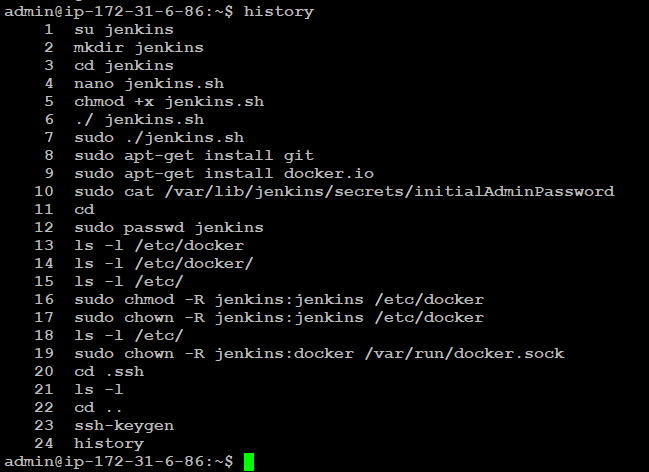 admin@ip-172-31-6-86:~$ history
1 su jenkins
2 mkdir jenkins
3 cd jenkins
4 nano jenkins.sh
5 chmod +x jenkins.sh
6 ./ jenkins.sh
7 sudo ./jenkins.sh
8 sudo apt-get install git
9 sudo apt-get install docker.io
10 sudo cat /var/lib/jenkins/secrets/initialAdminPassword
11 cd
12 sudo passwd jenkins
13 ls -l /etc/docker
14 ls -l /etc/docker/
15 ls -l /etc/
16 sudo chmod -R jenkins:jenkins /etc/docker
17 sudo chown -R jenkins:jenkins /etc/docker
18 ls -l /etc/
19 sudo chown -R jenkins:docker /var/run/docker.sock
20 cd .ssh
21 ls -l
22 cd ..
23 ssh-keygen
24 history
admin@ip-172-31-6-86:~$